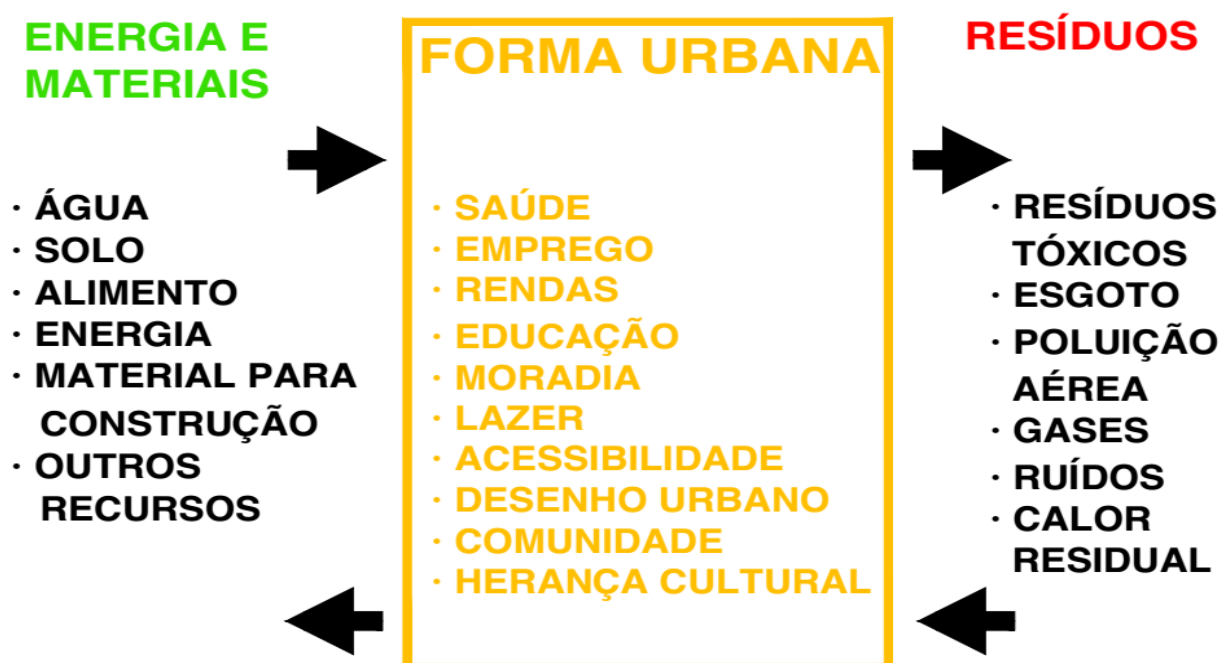 ENERGIA E
MATERIAIS
· ÁGUA
· SOLO
· ALIMENTO
· ENERGIA
· MATERIAL PARA
CONSTRUÇÃO
· OUTROS
RECURSOS
FORMA URBANA
· SAÚDE
· EMPREGO
· RENDAS
· EDUCAÇÃO
· MORADIA
· LAZER
· ACESSIBILIDADE
· DESENHO URBANO
· COMUNIDADE
· HERANÇA CULTURAL
RESÍDUOS
· RESÍDUOS
TÓXICOS
· ESGOTO
· POLUIÇÃO
AÉREA
· GASES
· RUÍDOS
· CALOR
RESIDUAL